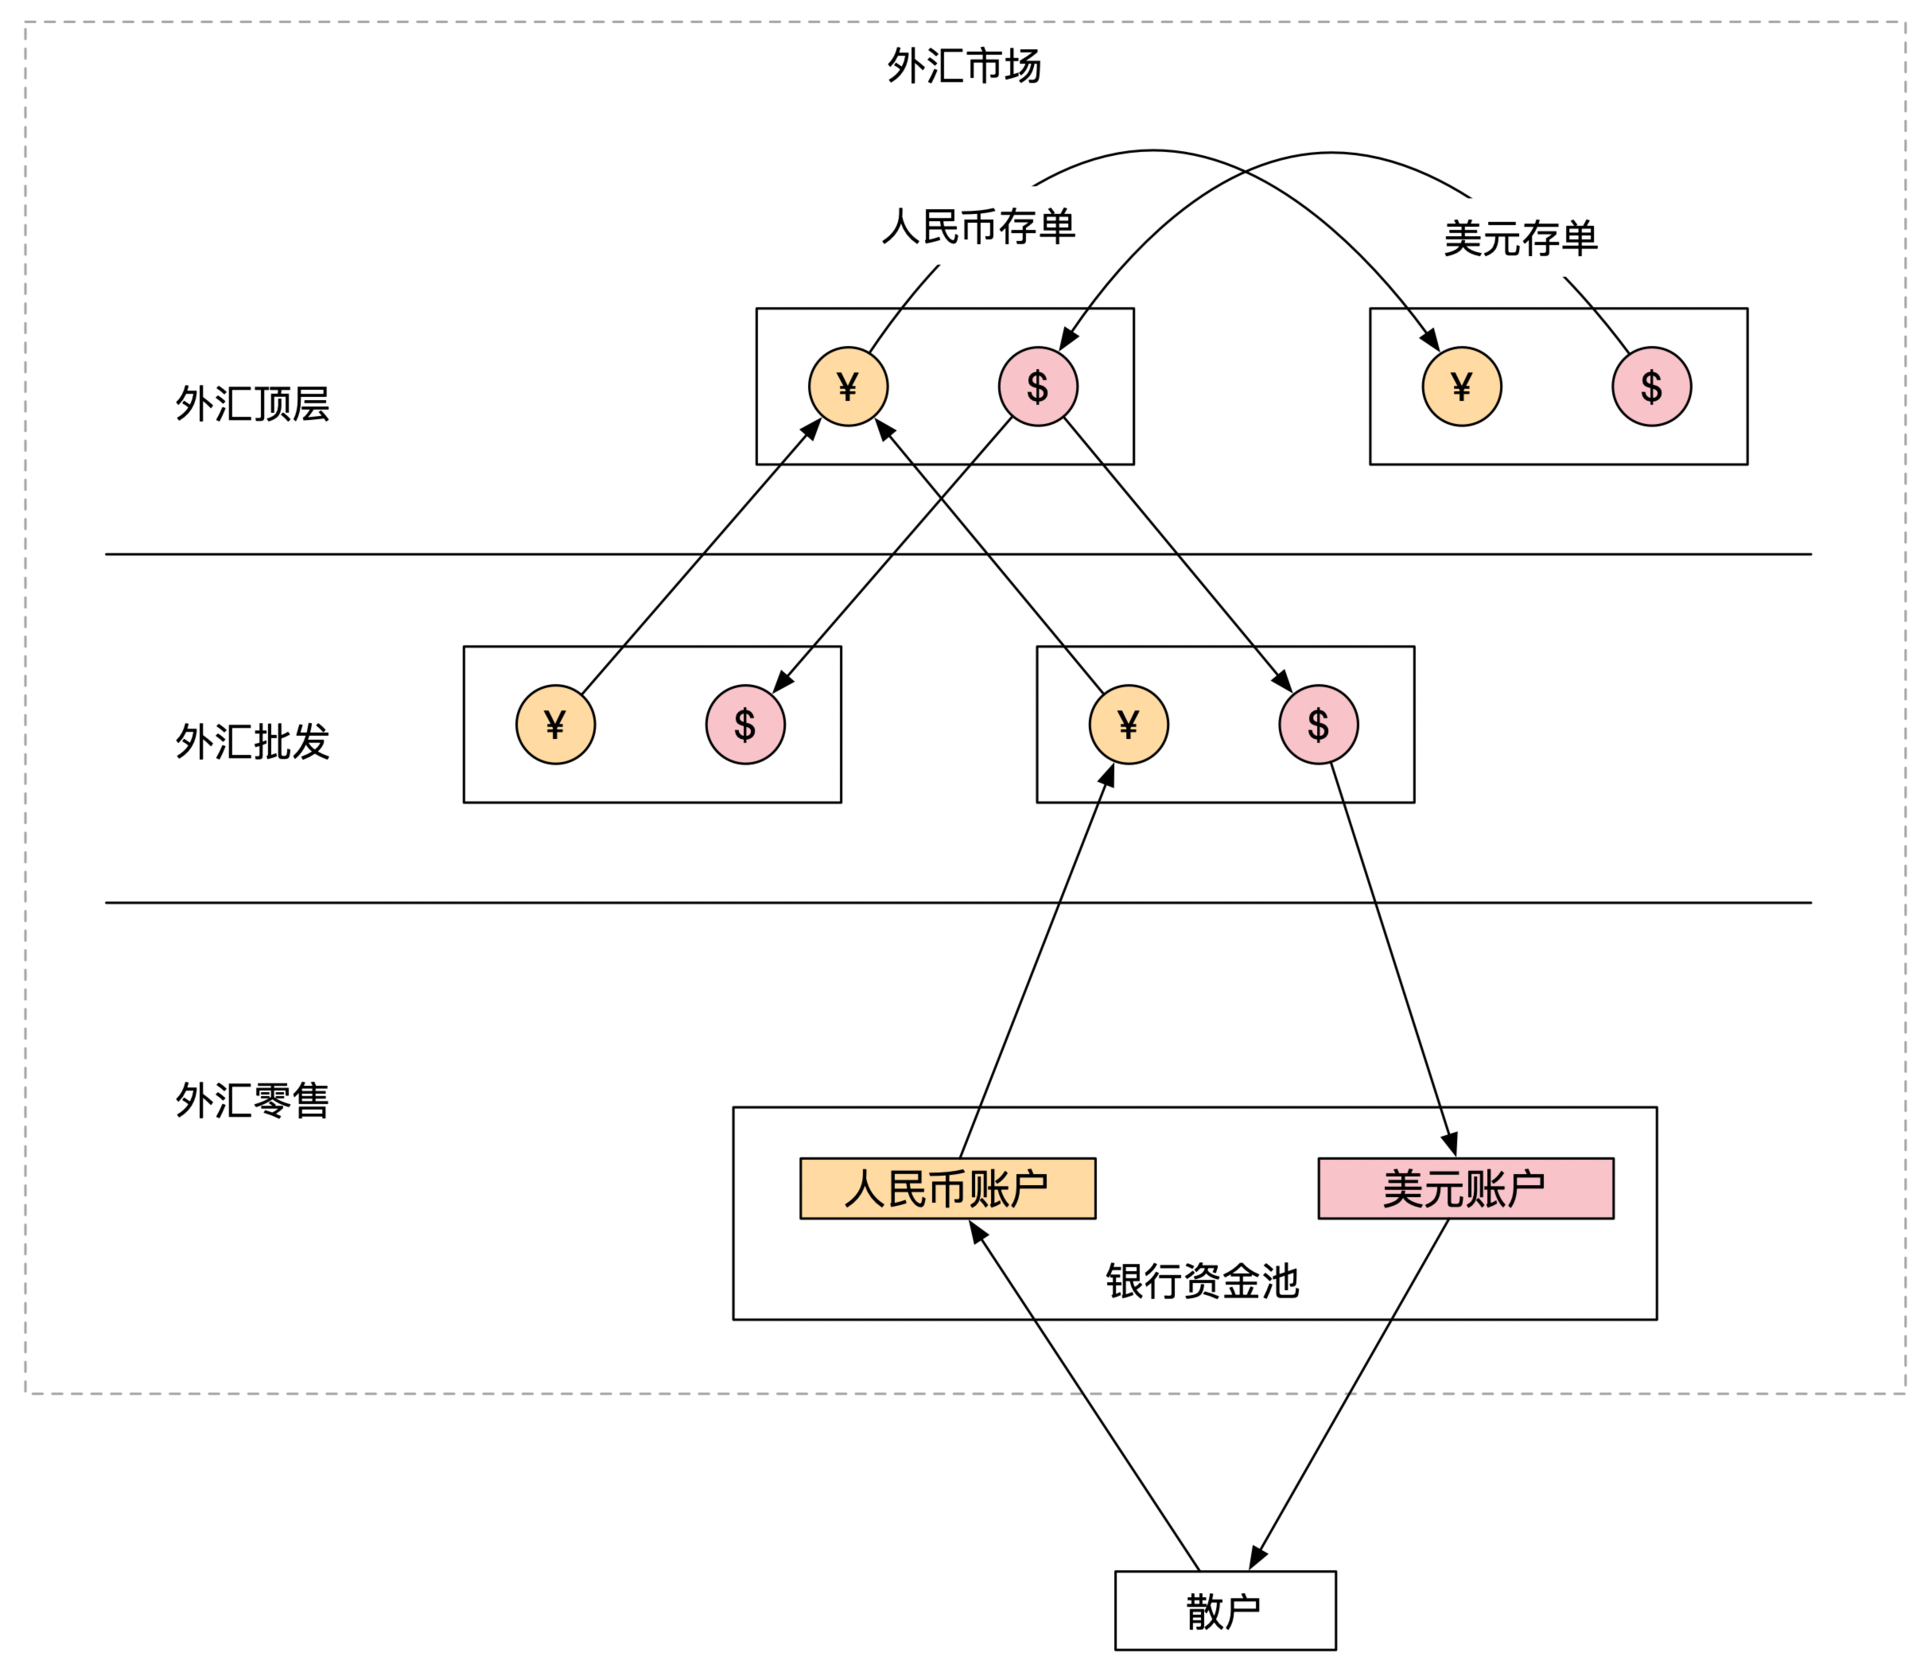 外汇市场
人民币存单
美元存单
外汇顶层
¥
$
¥
$
外汇批发
¥
$
¥
$
外汇零售
人民币账户
美元账户
银行资金池
散户